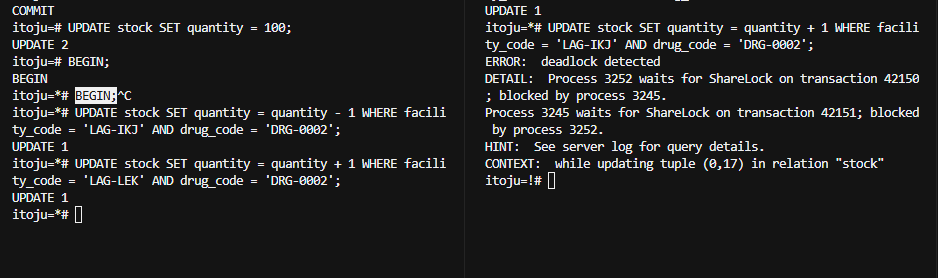 COMMIT
itoju=# UPDATE stock SET quantity = 100;
UPDATE 2
itoju=# BEGIN;
BEGIN
itoju=*# BEGIN;^C
itoju=*# UPDATE stock SET quantity = quantity - 1 WHERE facili
ty_code = 'LAG-IKJ' AND drug_code = 'DRG-0002';
UPDATE 1
itoju=*# UPDATE stock SET quantity = quantity + 1 WHERE facili
ty_code = 'LAG-LEK' AND drug_code = 'DRG-0002';
UPDATE 1
itoju=*#
UPDATE 1
itoju=*# UPDATE stock SET quantity = quantity + 1 WHERE facili
ty_code = 'LAG-IKJ' AND drug_code = 'DRG-0002';
ERROR:  deadlock detected
DETAIL:  Process 3252 waits for ShareLock on transaction 42150
; blocked by process 3245.
Process 3245 waits for ShareLock on transaction 42151; blocked
 by process 3252.
HINT:  See server log for query details.
CONTEXT:  while updating tuple (0,17) in relation "stock"
itoju=!#